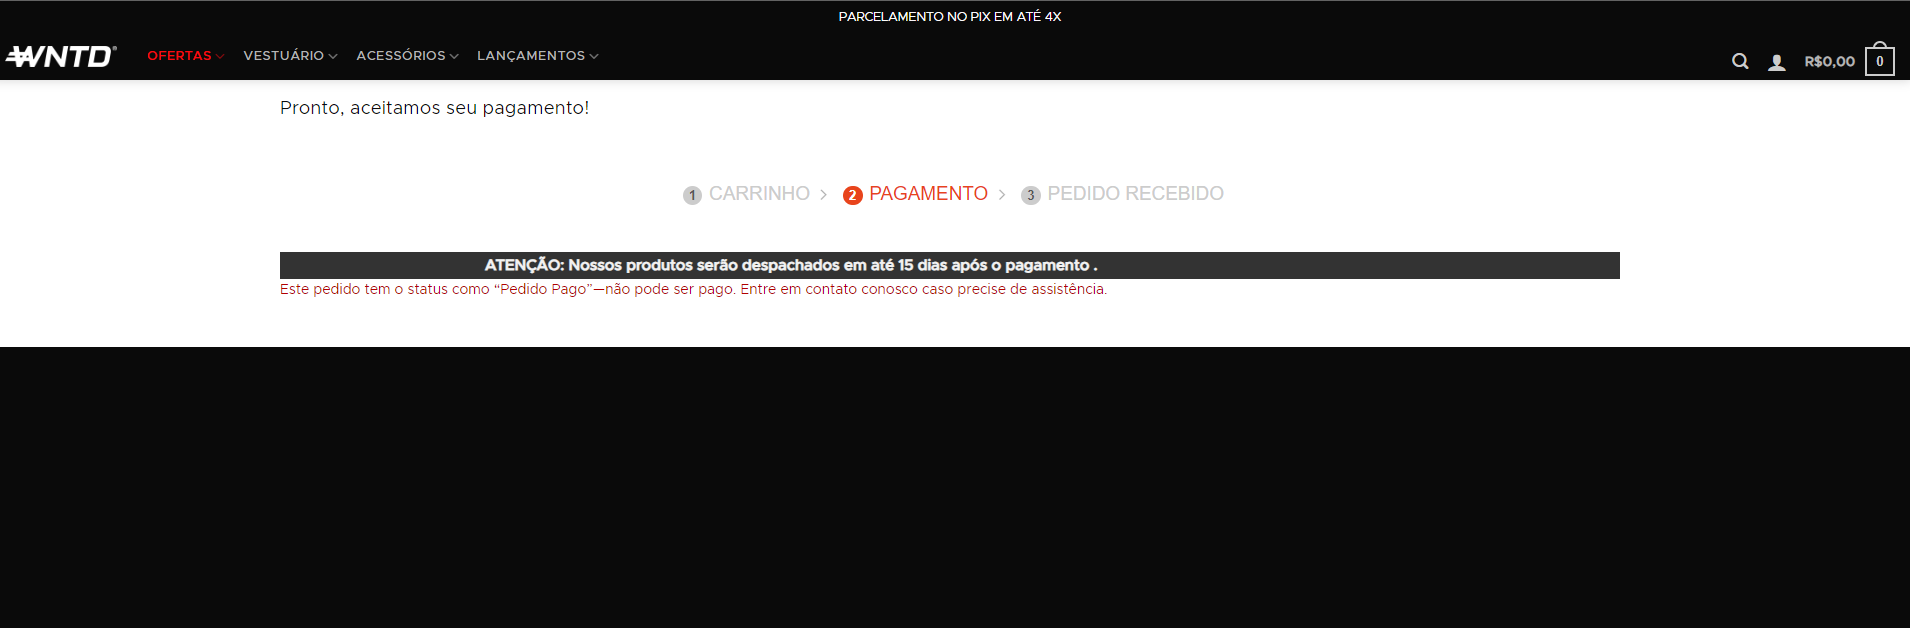 PARCELAMENTO NO PIX EM ATÉ 4X
WNTD®
OFERTAS VESTUÁRIO ACESSÓRIOS LANÇAMENTOS
R$0,00 0
Pronto, aceitamos seu pagamento!
1 CARRINHO 2 PAGAMENTO 3 PEDIDO RECEBIDO
ATENÇÃO: Nossos produtos serão despachados em até 15 dias após o pagamento .
Este pedido tem o status como “Pedido Pago”—não pode ser pago. Entre em contato conosco caso precise de assistência.